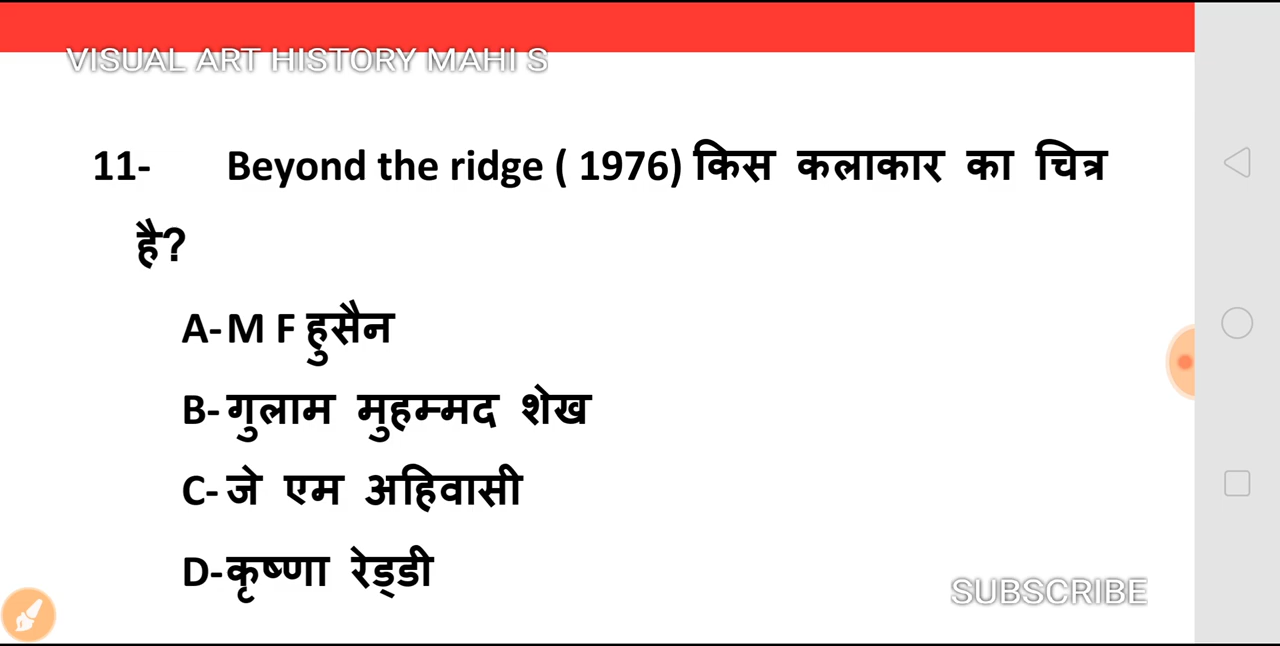 VISUAL ART HISTORY MAHI S
11- Beyond the ridge ( 1976) किस कलाकार का चित्र
है?
A- M F हुसैन
B- गुलाम मुहम्मद शेख
C- जे एम अहिवासी
D-कृष्णा रेड्डी
SUBSCRIBE